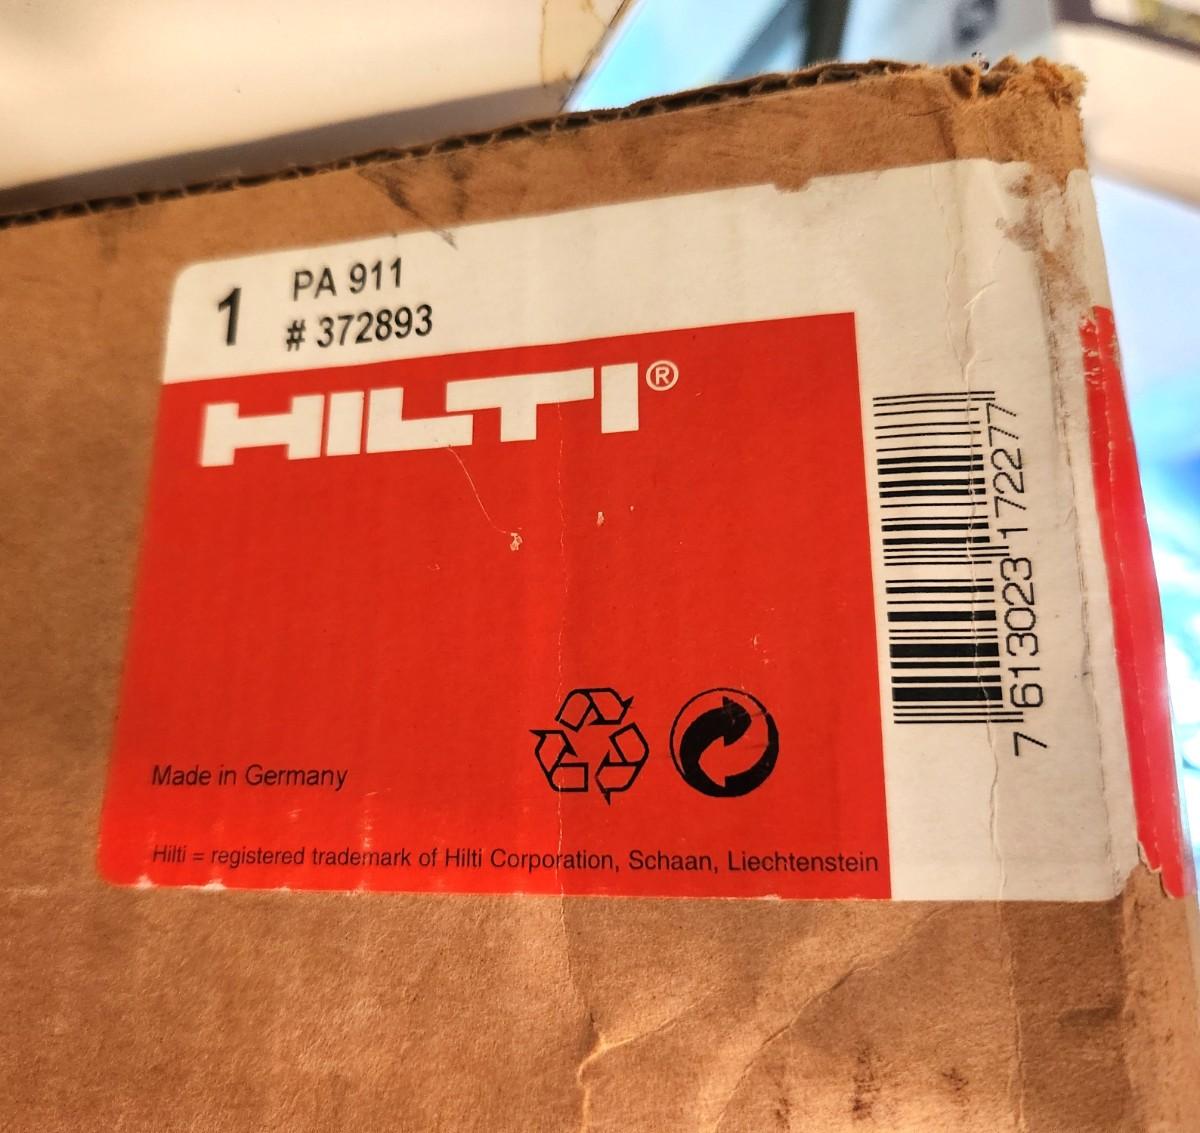 1
PA 911
# 372893
HILTI®
7 613023 172277
Made in Germany
Hilti = registered trademark of Hilti Corporation, Schaan, Liechtenstein